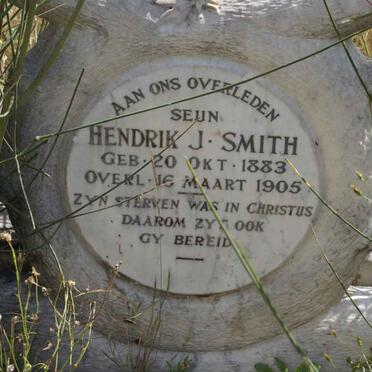 AAN ONS OVERLEDEN
SEUN
HENDRIK J. SMITH
GEB. 20 OKT. 1883
OVERL. 16 MAART 1905
ZYN STERVEN WAS IN CHRISTUS
DAAROM ZYT OOK
GY BEREID